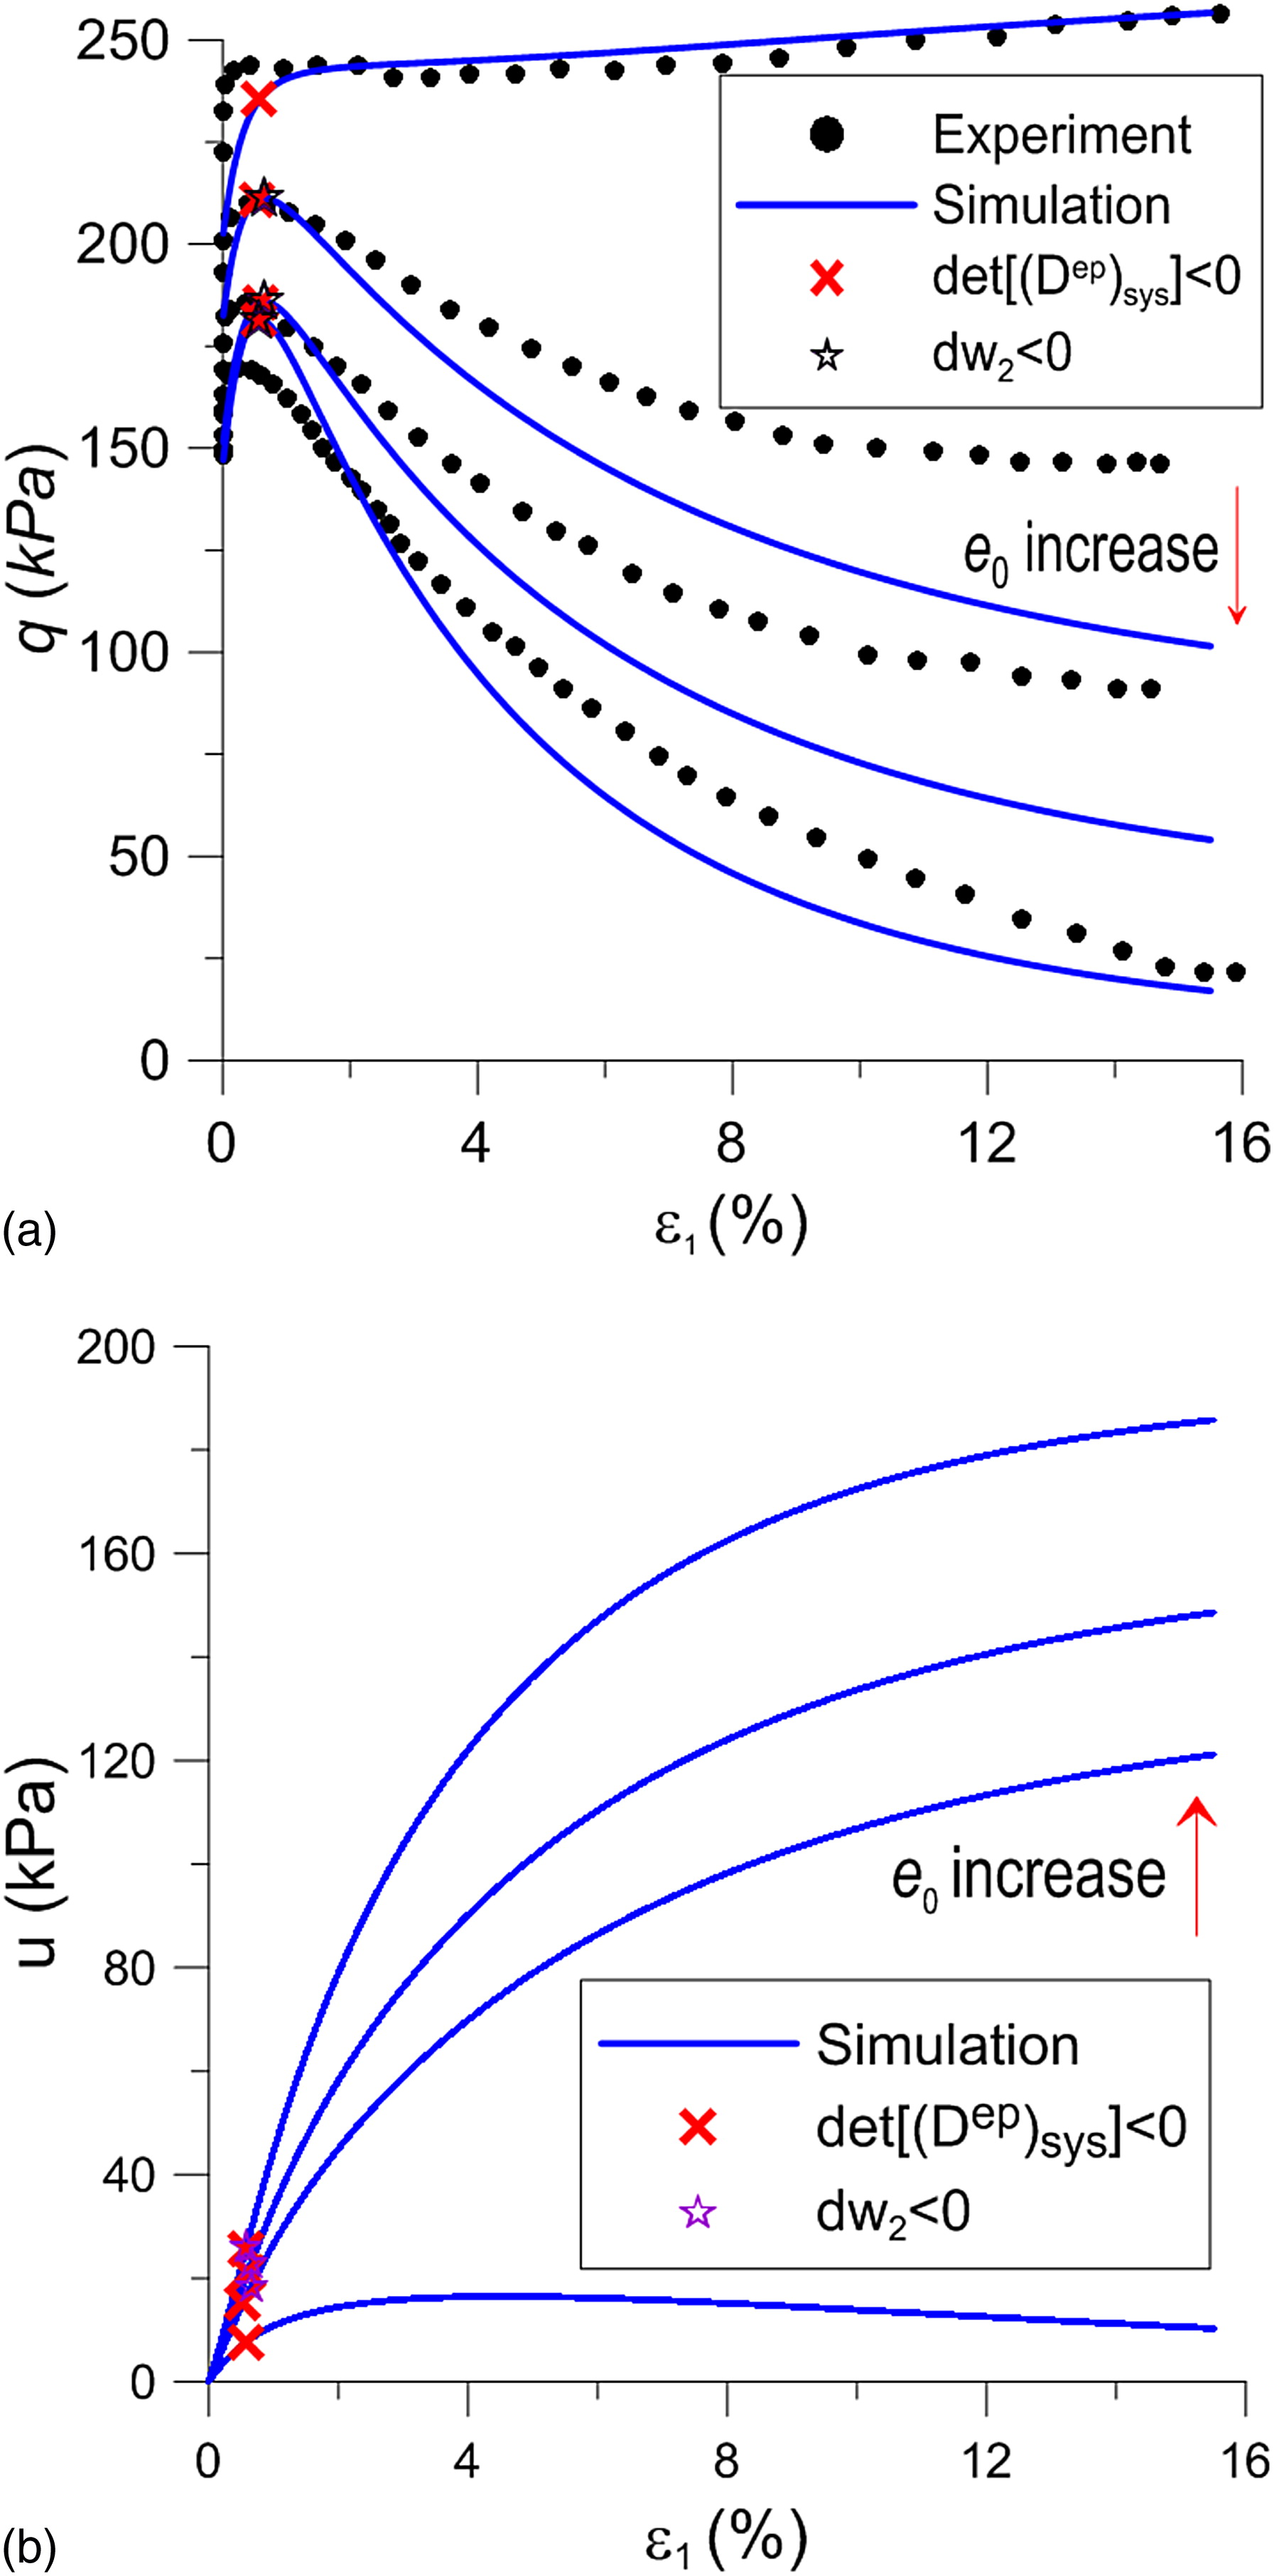 250
200
150
100
50
0
q (kPa)
Experiment
Simulation
det[(Dᵉᵖ)ₛᵧₛ]<0
dw₂<0
e₀ increase
0 4 8 12 16
ε₁ (%)
(a)
200
160
120
80
40
0
u (kPa)
e₀ increase
Simulation
det[(Dᵉᵖ)ₛᵧₛ]<0
dw₂<0
0 4 8 12 16
ε₁ (%)
(b)